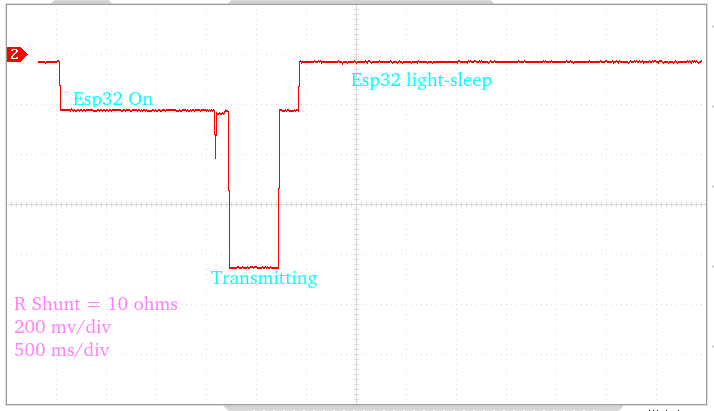 2
Esp32 light-sleep
Esp32 On
Transmitting
R Shunt = 10 ohms
200 mv/div
500 ms/div